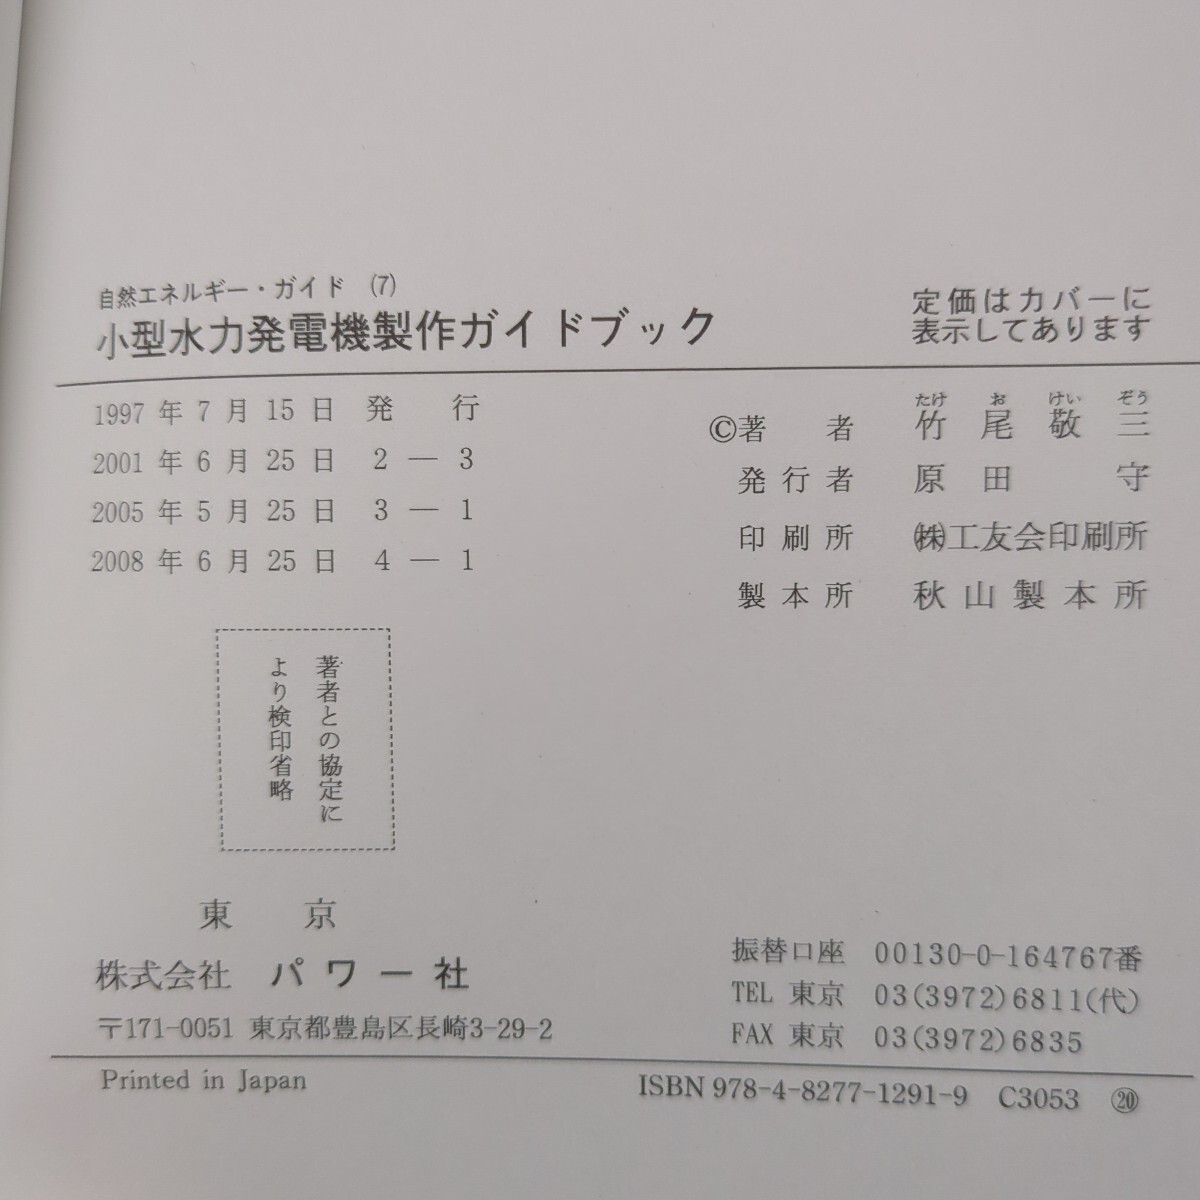 自然エネルギー・ガイド (7)
小型水力発電機製作ガイドブック
定価はカバーに
表示してあります
1997年7月15日 発行
2001年6月25日 2―3
2005年5月25日 3―1
2008年6月25日 4―1
たけ お けい ぞう
©著者 竹尾敬三
発行者 原田守
印刷所 ㈱工友会印刷所
製本所 秋山製本所
著者との協定に
より検印省略
東京
株式会社 パワー社
〒171-0051 東京都豊島区長崎3-29-2
振替口座 00130-0-164767番
TEL 東京 03(3972)6811(代)
FAX 東京 03(3972)6835
Printed in Japan
ISBN 978-4-8277-1291-9 C3053 ⑳